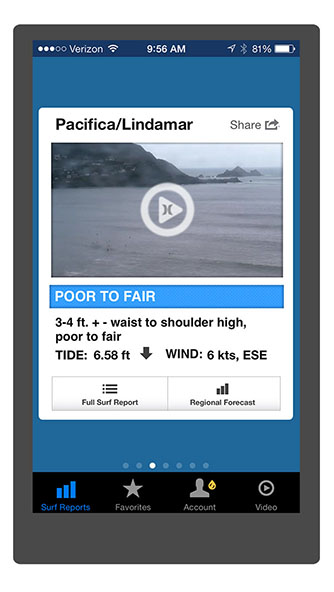 Verizon 9:56 AM 81%
Pacifica/Lindamar Share
POOR TO FAIR
3-4 ft. + - waist to shoulder high,
poor to fair
TIDE: 6.58 ft WIND: 6 kts, ESE
Full Surf Report Regional Forecast
Surf Reports Favorites Account Video